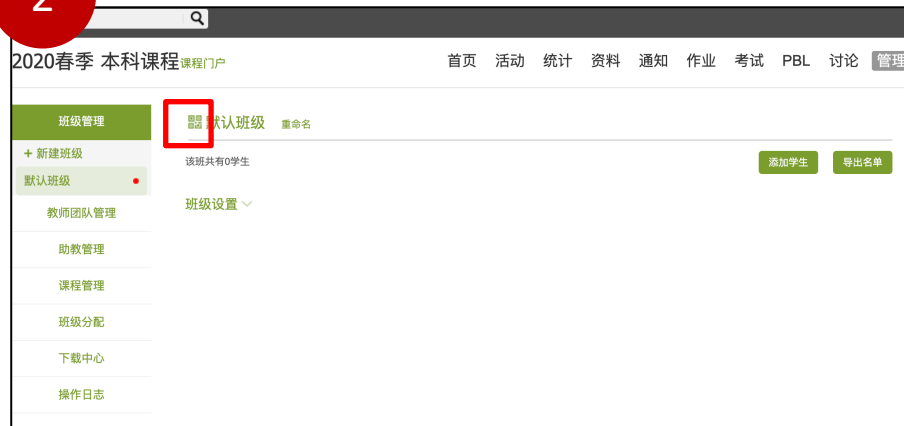 2
2020春季 本科课程 课程门户 首页 活动 统计 资料 通知 作业 考试 PBL 讨论 管理
班级管理
+ 新建班级
默认班级
教师团队管理
助教管理
课程管理
班级分配
下载中心
操作日志
默认班级 重命名
该班共有0学生 添加学生 导出名单
班级设置